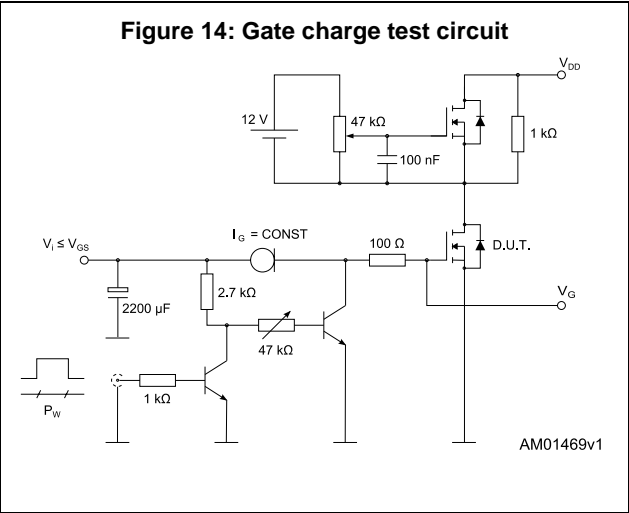 Figure 14: Gate charge test circuit
VDD
12 V
47 kΩ
1 kΩ
100 nF
Vi ≤ VGS
IG = CONST
100 Ω
D.U.T.
2.7 kΩ
2200 μF
VG
47 kΩ
1 kΩ
PW
AM01469v1